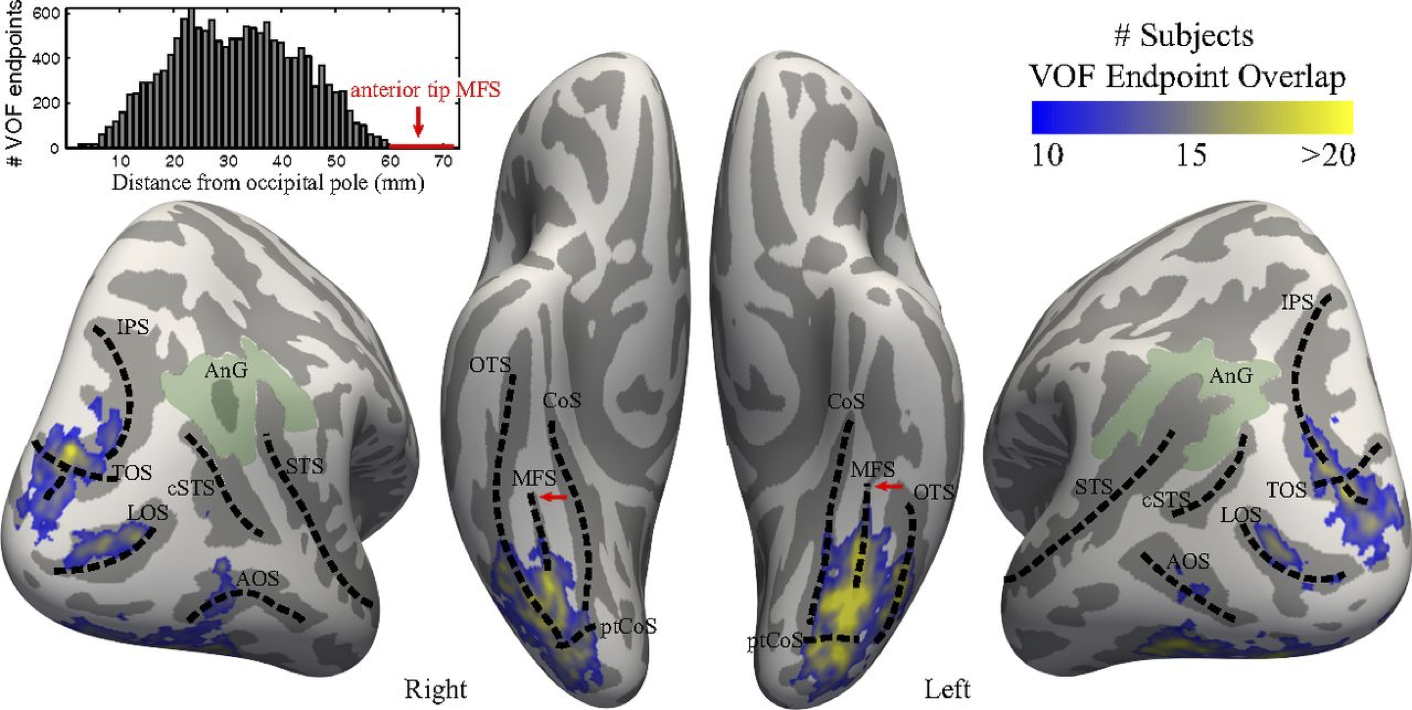 # VOF endpoints
600
400
200
0
10 20 30 40 50 60 70
Distance from occipital pole (mm)
anterior tip MFS
# Subjects
VOF Endpoint Overlap
10 15 >20
IPS
AnG
TOS
cSTS
STS
LOS
AOS
OTS
CoS
MFS
ptCoS
Right
CoS
MFS
OTS
ptCoS
Left
IPS
AnG
STS
cSTS
TOS
LOS
AOS